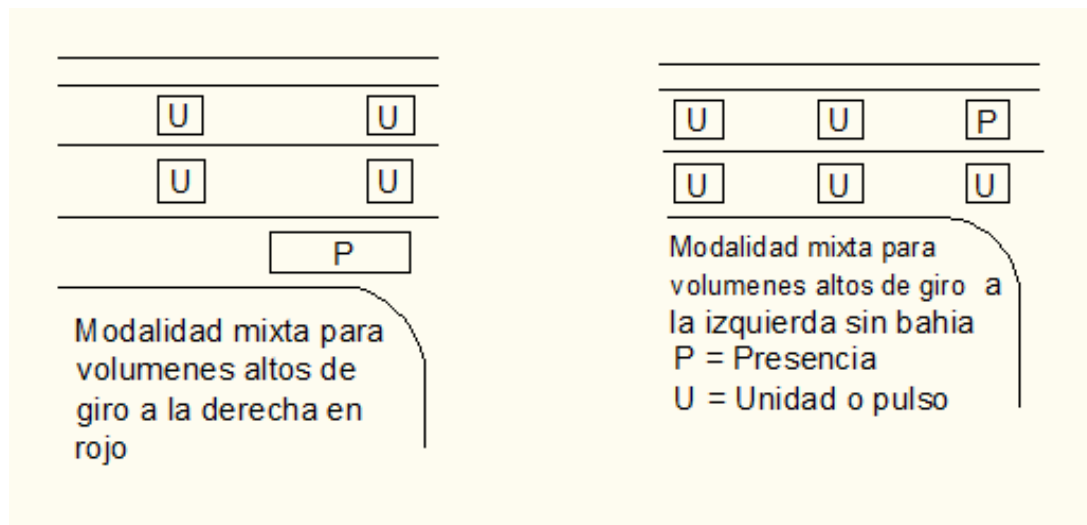 U U
U U
P
Modalidad mixta para
volumenes altos de
giro a la derecha en
rojo
U U P
U U U
Modalidad mixta para
volumenes altos de giro a
la izquierda sin bahia
P = Presencia
U = Unidad o pulso